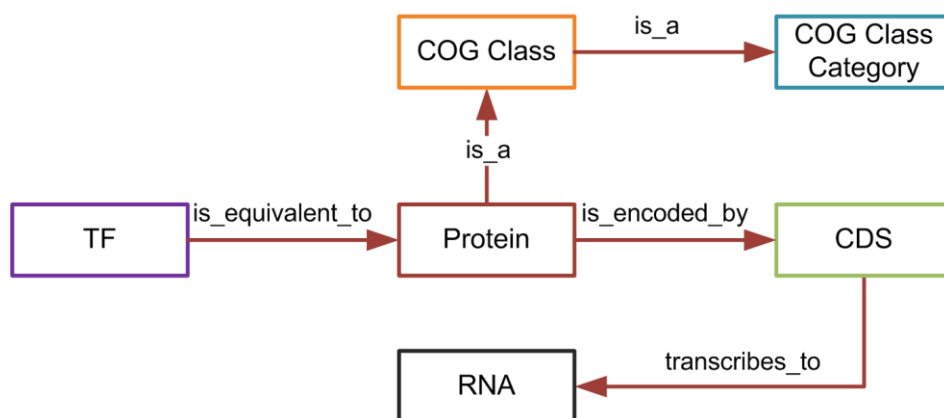 is_a
COG Class
COG Class
Category
is_a
is_equivalent_to
is_encoded_by
TF
Protein
CDS
transcribes_to
RNA